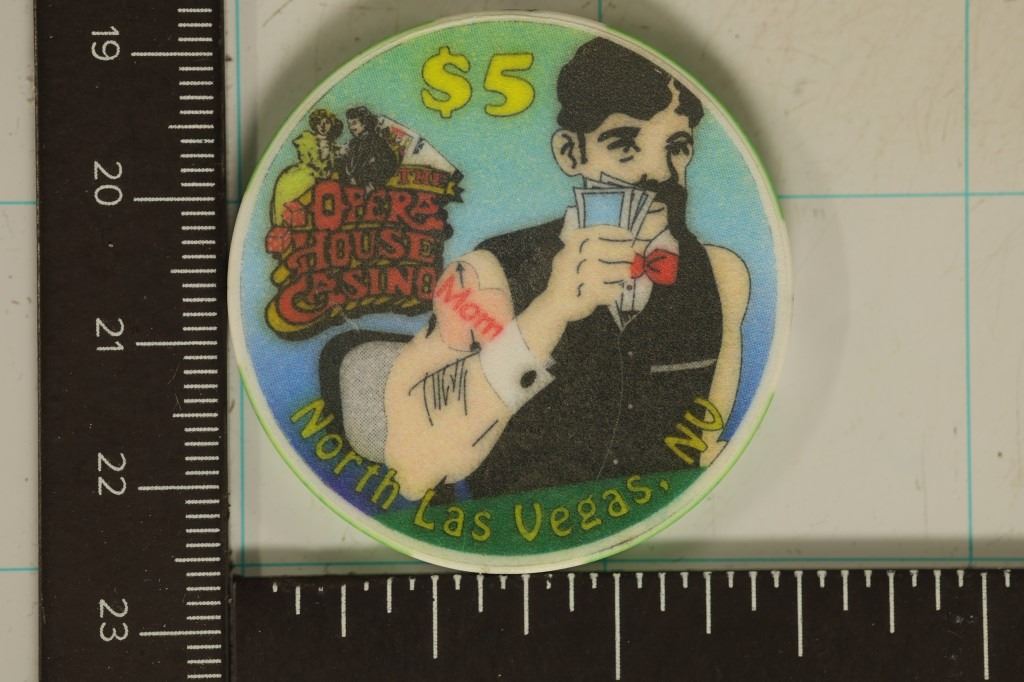 19
20
21
22
23
$5
THE
OPERA
HOUSE
CASINO
Mom
North Las Vegas, NV